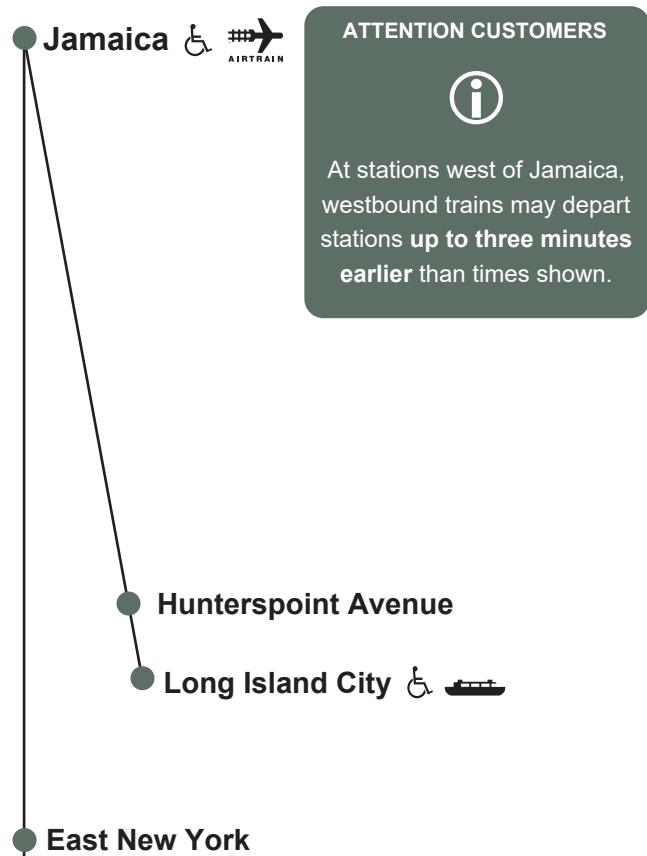 Jamaica
AIRTRAIN
ATTENTION CUSTOMERS
At stations west of Jamaica,
westbound trains may depart
stations up to three minutes
earlier than times shown.
Hunterspoint Avenue
Long Island City
East New York